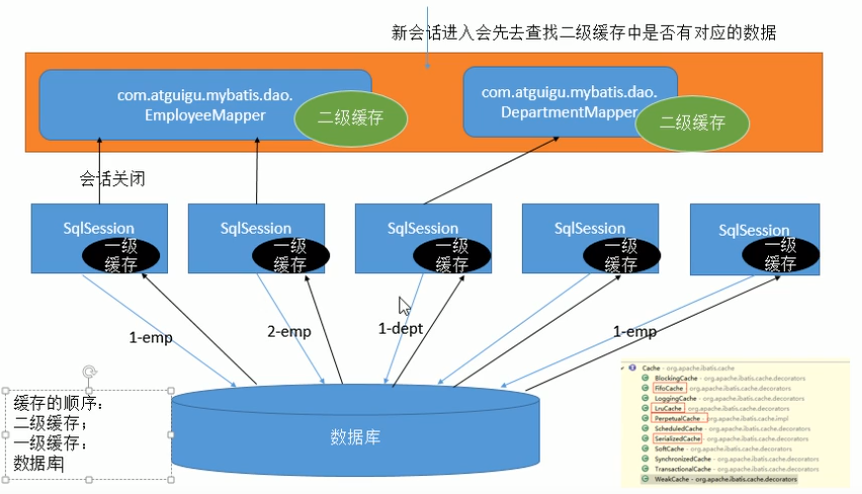 新会话进入会先去查找二级缓存中是否有对应的数据
com.atguigu.mybatis.dao.
EmployeeMapper
二级缓存
com.atguigu.mybatis.dao.
DepartmentMapper
二级缓存
会话关闭
SqlSession
一级
缓存
SqlSession
一级
缓存
SqlSession
一级
缓存
SqlSession
一级
缓存
SqlSession
一级
缓存
1-emp
2-emp
1-dept
1-emp
缓存的顺序：
二级缓存；
一级缓存：
数据库
数据库
Cache - org.apache.ibatis.cache
BlockingCache - org.apache.ibatis.cache.decorators
FifoCache - org.apache.ibatis.cache.decorators
LoggingCache - org.apache.ibatis.cache.decorators
LruCache - org.apache.ibatis.cache.decorators
PerpetualCache - org.apache.ibatis.cache.impl
ScheduledCache - org.apache.ibatis.cache.decorators
SerializedCache - org.apache.ibatis.cache.decorators
SoftCache - org.apache.ibatis.cache.decorators
SynchronizedCache - org.apache.ibatis.cache.decorators
TransactionalCache - org.apache.ibatis.cache.decorators
WeakCache - org.apache.ibatis.cache.decorators